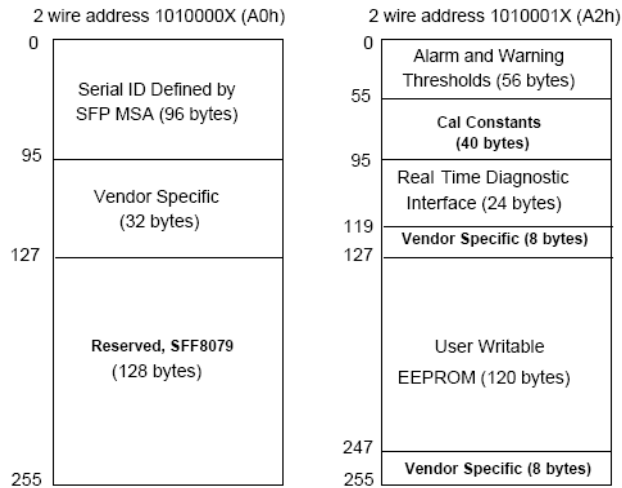 2 wire address 1010000X (A0h)
0
Serial ID Defined by
SFP MSA (96 bytes)
95
Vendor Specific
(32 bytes)
127
Reserved, SFF8079
(128 bytes)
255
2 wire address 1010001X (A2h)
0
Alarm and Warning
Thresholds (56 bytes)
55
Cal Constants
(40 bytes)
95
Real Time Diagnostic
Interface (24 bytes)
119
Vendor Specific (8 bytes)
127
User Writable
EEPROM (120 bytes)
247
Vendor Specific (8 bytes)
255